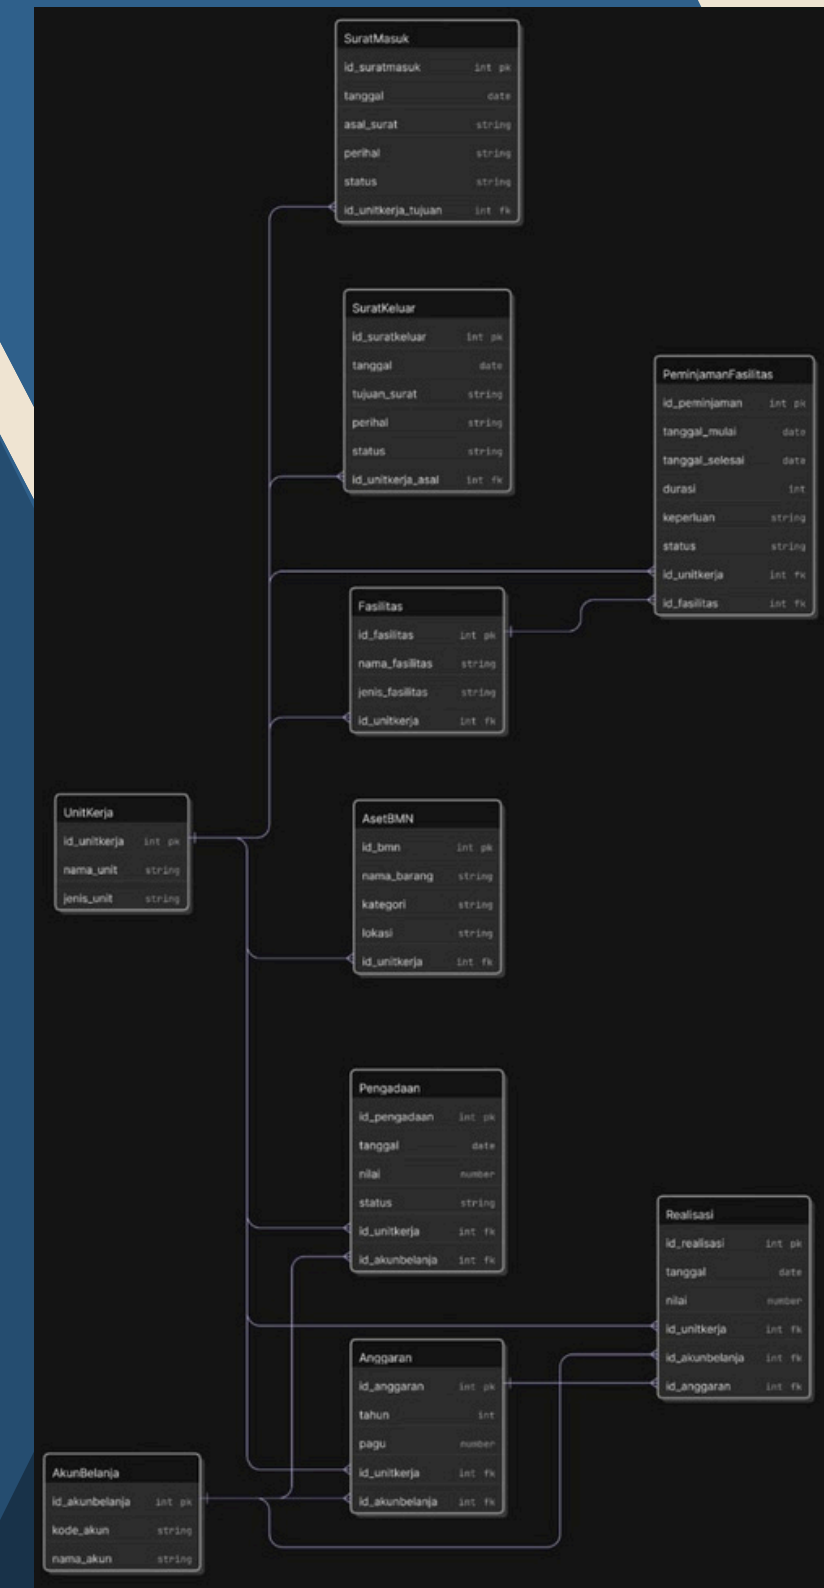 SuratMasuk
id_suratmasuk int pk
tanggal date
asal_surat string
perihal string
status string
id_unitkerja_tujuan int fk
SuratKeluar
id_suratkeluar int pk
tanggal date
tujuan_surat string
perihal string
status string
id_unitkerja_asal int fk
PeminjamanFasilitas
id_peminjaman int pk
tanggal_mulai date
tanggal_selesai date
durasi int
keperluan string
status string
id_unitkerja int fk
id_fasilitas int fk
Fasilitas
id_fasilitas int pk
nama_fasilitas string
jenis_fasilitas string
id_unitkerja int fk
UnitKerja
id_unitkerja int pk
nama_unit string
jenis_unit string
AsetBMN
id_bmn int pk
nama_barang string
kategori string
lokasi string
id_unitkerja int fk
Pengadaan
id_pengadaan int pk
tanggal date
nilai number
status string
id_unitkerja int fk
id_akunbelanja int fk
Realisasi
id_realisasi int pk
tanggal date
nilai number
id_unitkerja int fk
id_akunbelanja int fk
id_anggaran int fk
Anggaran
id_anggaran int pk
tahun int
pagu number
id_unitkerja int fk
id_akunbelanja int fk
AkunBelanja
id_akunbelanja int pk
kode_akun string
nama_akun string